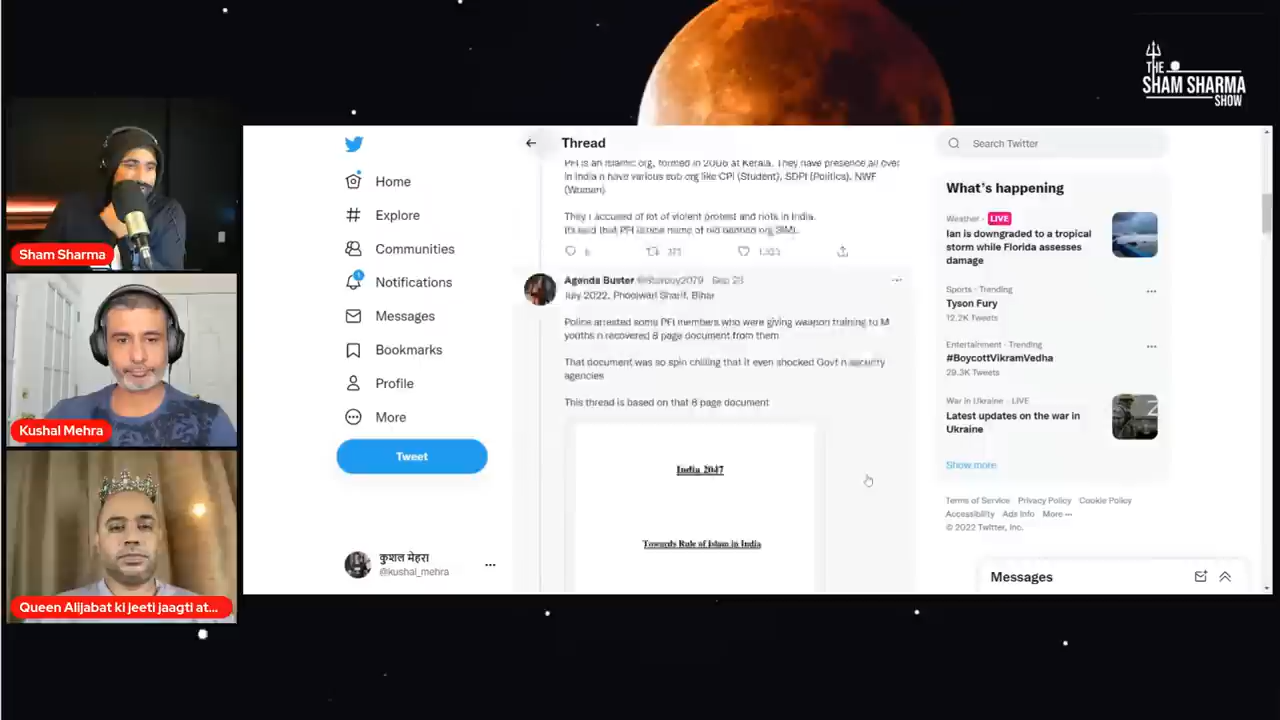 THE
SHAM SHARMA
SHOW
Sham Sharma
Kushal Mehra
Queen Alijabat ki jeeti jaagti at...
Home
Explore
Communities
Notifications
1
Messages
Bookmarks
Profile
More
Tweet
कुशल मेहरा
@kushal_mehra
Thread
PFI is an Islamic org, formed in 2006 at Kerala. They have presence all over
in India n have various sub org like CPI (Student), SDPI (Politics), NWF
(Woman).
They r accused of lot of violent protest and riots in India.
Its said that PFI is new name of old banned org SIMI.
Agenda Buster
July 2022, Phoolwari Sharif, Bihar
Police arrested some PFI members who were giving weapon training to M
youths n recovered 8 page document from them
That document was so spin chilling that it even shocked Govt n security
agencies
This thread is based on that 8 page document
India 2047
Towards Rule of Islam in India
Search Twitter
What's happening
Weather · LIVE
Ian is downgraded to a tropical
storm while Florida assesses
damage
Sports · Trending
Tyson Fury
12.2K Tweets
Entertainment · Trending
#BoycottVikramVedha
29.3K Tweets
War in Ukraine · LIVE
Latest updates on the war in
Ukraine
Show more
Terms of Service Privacy Policy Cookie Policy
Accessibility Ads Info More ...
© 2022 Twitter, Inc.
Messages